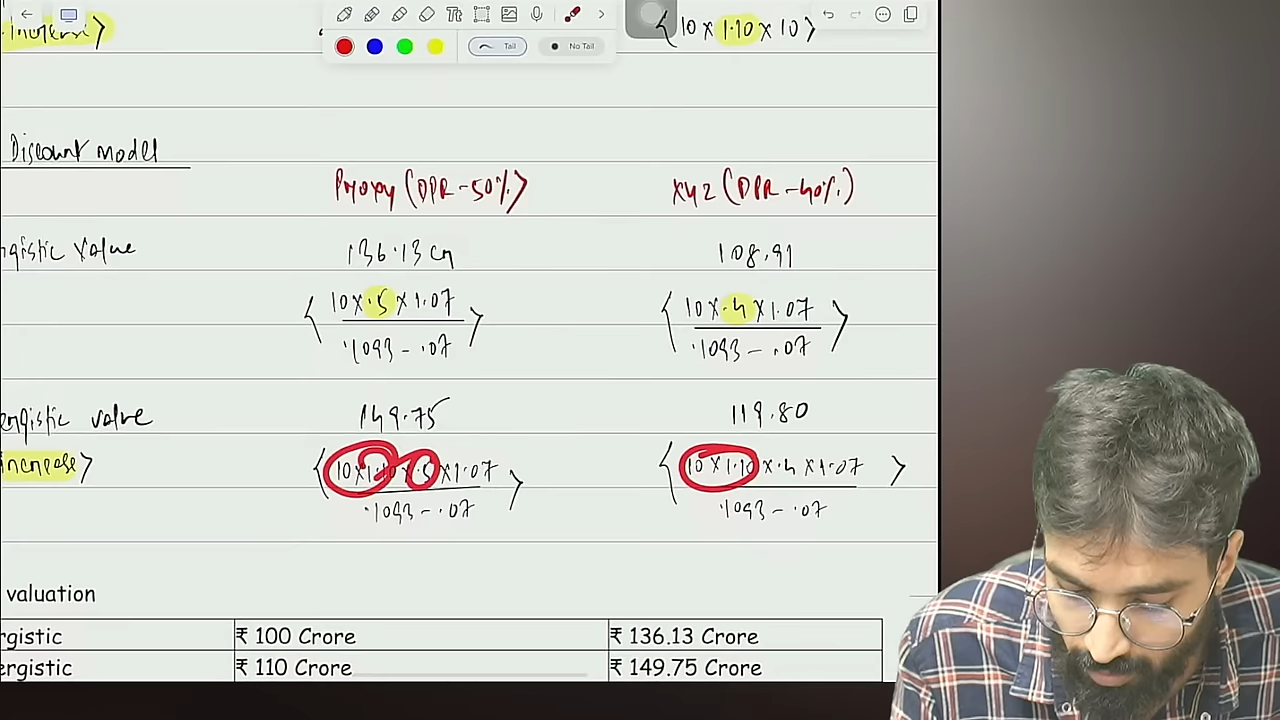 Tail No Tail
increase> <10 x 1.10 x 10>
Discount model
Proxy (DPR - 50%> XYZ (DPR - 40%)
gistic value 136.13 cr 108.91
<10 x .5 x 1.07 / .1093 - .07> <10 x .4 x 1.07 / .1093 - .07>
ergistic value 149.75 119.80
increase> <10 x 1.10 x .5 x 1.07 / .1093 - .07> <10 x 1.10 x .4 x 1.07 / .1093 - .07>
valuation
rgistic ₹ 100 Crore ₹ 136.13 Crore
ergistic ₹ 110 Crore ₹ 149.75 Crore